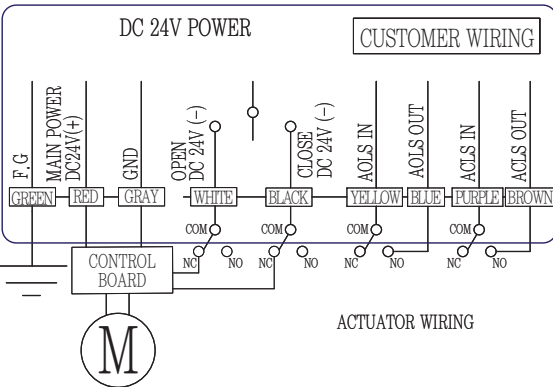 DC 24V POWER
CUSTOMER WIRING
F.G
MAIN POWER
DC24V(+)
GND
OPEN
DC 24V (-)
CLOSE
DC 24V (-)
AOLS IN
AOLS OUT
ACLS IN
ACLS OUT
GREEN
RED
GRAY
WHITE
BLACK
YELLOW
BLUE
PURPLE
BROWN
COM
COM
COM
COM
NC
NO
NC
NO
NC
NO
NC
NO
CONTROL
BOARD
M
ACTUATOR WIRING